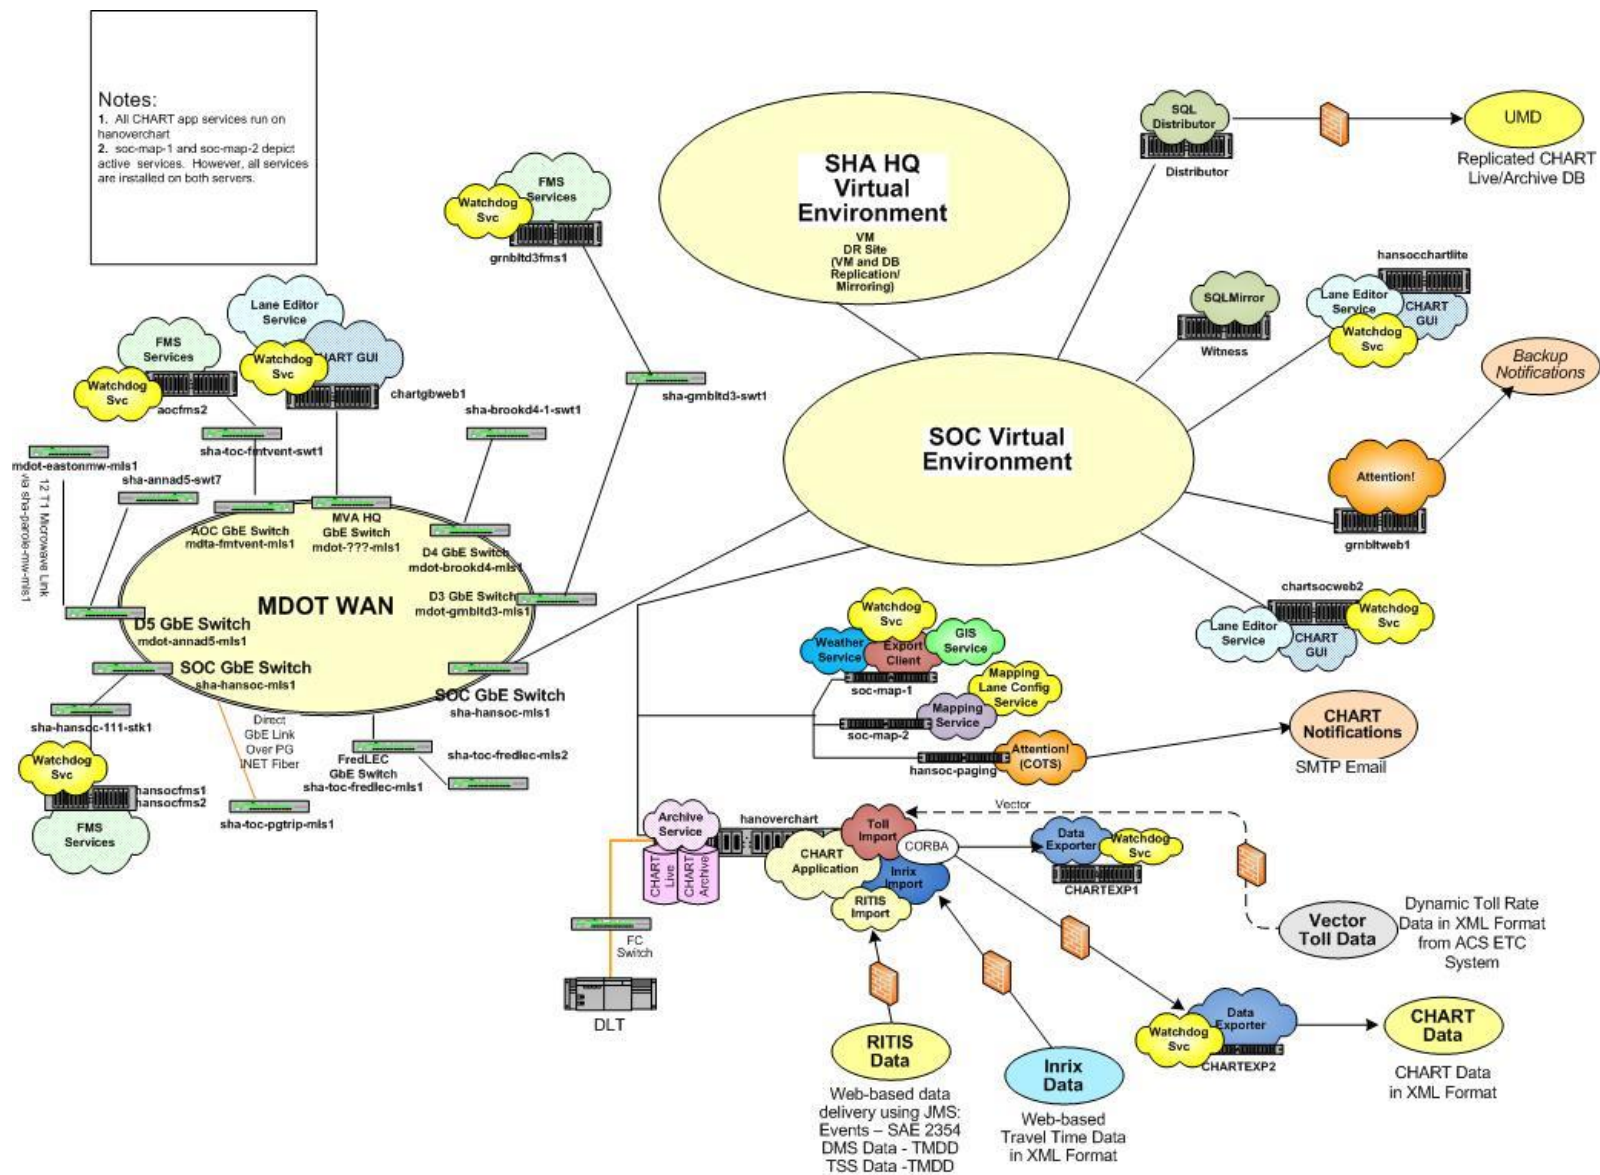 Notes:
1. All CHART app services run on
hanoverchart
2. soc-map-1 and soc-map-2 depict
active services. However, all services
are installed on both servers.
FMS
Services
Watchdog
Svc
grnbltd3fms1
SHA HQ
Virtual
Environment
VM
DR Site
(VM and DB
Replication/
Mirroring)
SQL
Distributor
Distributor
UMD
Replicated CHART
Live/Archive DB
SQLMirror
Witness
hansocchartlite
Lane Editor
Service
CHART
GUI
Watchdog
Svc
Backup
Notifications
Lane Editor
Service
Watchdog
Svc
HART GUI
chartgbweb1
FMS
Services
Watchdog
Svc
aocfms2
sha-toc-fmtvent-swt1
sha-brookd4-1-swt1
sha-grnbltd3-swt1
mdot-eastonmw-mls1
12 T1 Microwave Link
via sha-parole-mw-mls1
sha-annad5-swt7
AOC GbE Switch
mdta-fmtvent-mls1
MVA HQ
GbE Switch
mdot-???-mls1
D4 GbE Switch
mdot-brookd4-mls1
MDOT WAN
D3 GbE Switch
mdot-grnbltd3-mls1
D5 GbE Switch
mdot-annad5-mls1
SOC GbE Switch
sha-hansoc-mls1
SOC GbE Switch
sha-hansoc-mls1
sha-hansoc-111-stk1
Direct
GbE Link
Over PG
INET Fiber
FredLEC
GbE Switch
sha-toc-fredlec-mls1
sha-toc-fredlec-mls2
sha-toc-pgtrip-mls1
Watchdog
Svc
hansocfms1
hansocfms2
FMS
Services
SOC Virtual
Environment
Attention!
grnbltweb1
chartsocweb2
Lane Editor
Service
CHART
GUI
Watchdog
Svc
Watchdog
Svc
Weather
Service
Export
Client
GIS
Service
soc-map-1
Mapping
Lane Config
Service
Mapping
Service
soc-map-2
Attention!
(COTS)
hansoc-paging
CHART
Notifications
SMTP Email
Archive
Service
CHART
Live
CHART
Archive
hanoverchart
CHART
Application
Toll
Import
CORBA
Inrix
Import
RITIS
Import
Vector
Data
Exporter
Watchdog
Svc
CHARTEXP1
FC
Switch
DLT
Vector
Toll Data
Dynamic Toll Rate
Data in XML Format
from ACS ETC
System
RITIS
Data
Web-based data
delivery using JMS:
Events – SAE 2354
DMS Data - TMDD
TSS Data -TMDD
Inrix
Data
Web-based
Travel Time Data
in XML Format
Data
Exporter
Watchdog
Svc
CHARTEXP2
CHART
Data
CHART Data
in XML Format